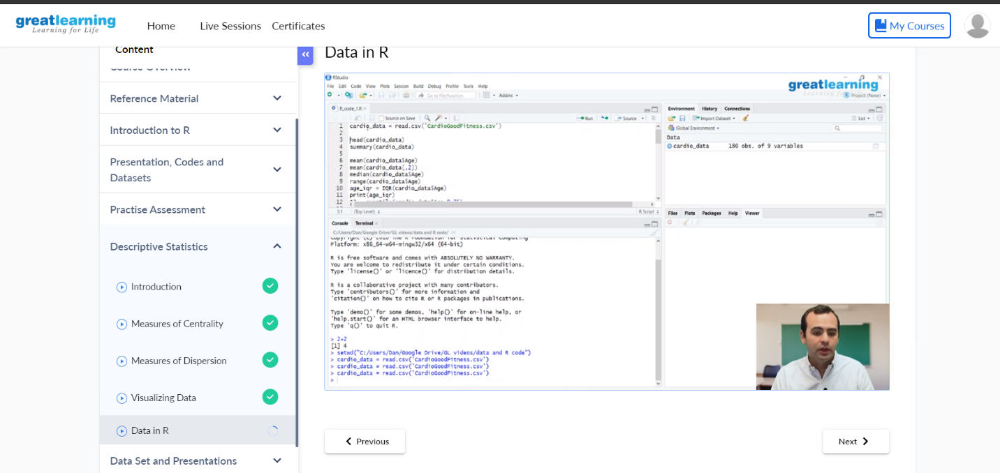 greatlearning
Learning for Life
Home
Live Sessions
Certificates
My Courses
Content
Course Overview
Reference Material
Introduction to R
Presentation, Codes and
Datasets
Practise Assessment
Descriptive Statistics
Introduction
Measures of Centrality
Measures of Dispersion
Visualizing Data
Data in R
Data Set and Presentations
Data in R
RStudio
File Edit Code View Plots Session Build Debug Profile Tools Help
greatlearning
Learning for Life
Go to file/function
Addins
Project: (None)
R_code_1.R
Source on Save
Run
Source
1 cardio_data = read.csv('CardioGoodFitness.csv')
2
3 head(cardio_data)
4 summary(cardio_data)
5
6 mean(cardio_data$Age)
7 mean(cardio_data[,2])
8 median(cardio_data$Age)
9 range(cardio_data$Age)
10 age_iqr = IQR(cardio_data$Age)
11 print(age_iqr)
12
3:1 (Top Level)
R Script
Console Terminal
C:/Users/Dan/Google Drive/GL videos/data and R code/
Copyright (C) 2018 The R Foundation for Statistical Computing
Platform: x86_64-w64-mingw32/x64 (64-bit)
R is free software and comes with ABSOLUTELY NO WARRANTY.
You are welcome to redistribute it under certain conditions.
Type 'license()' or 'licence()' for distribution details.
R is a collaborative project with many contributors.
Type 'contributors()' for more information and
'citation()' on how to cite R or R packages in publications.
Type 'demo()' for some demos, 'help()' for on-line help, or
'help.start()' for an HTML browser interface to help.
Type 'q()' to quit R.
> 2+2
[1] 4
> setwd("C:/Users/Dan/Google Drive/GL videos/data and R code")
> cardio_data = read.csv('CardioGoodFitness.csv')
> cardio_data = read.csv('CardioGoodFitness.csv')
> cardio_data = read.csv('CardioGoodFitness.csv')
>
Environment History Connections
Import Dataset
List
Global Environment
Data
cardio_data 180 obs. of 9 variables
Files Plots Packages Help Viewer
Previous
Next